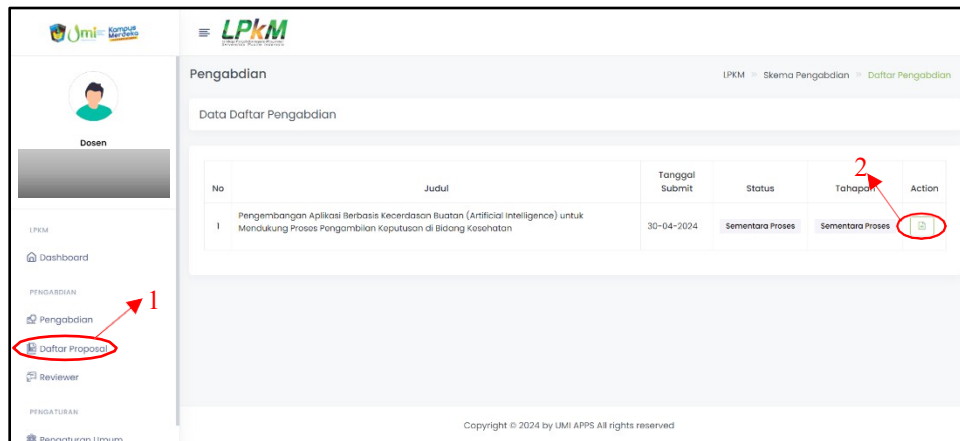 Umi Kampus Merdeka
LPkM
Dosen
LPKM
Dashboard
PENGABDIAN
Pengabdian
Daftar Proposal
Reviewer
PENGATURAN
Pengaturan Umum
1
Pengabdian
LPKM » Skema Pengabdian » Daftar Pengabdian
Data Daftar Pengabdian
2
No Judul Tanggal Submit Status Tahapan Action
1 Pengembangan Aplikasi Berbasis Kecerdasan Buatan (Artificial Intelligence) untuk
Mendukung Proses Pengambilan Keputusan di Bidang Kesehatan
30-04-2024 Sementara Proses Sementara Proses
Copyright © 2024 by UMI APPS All rights reserved